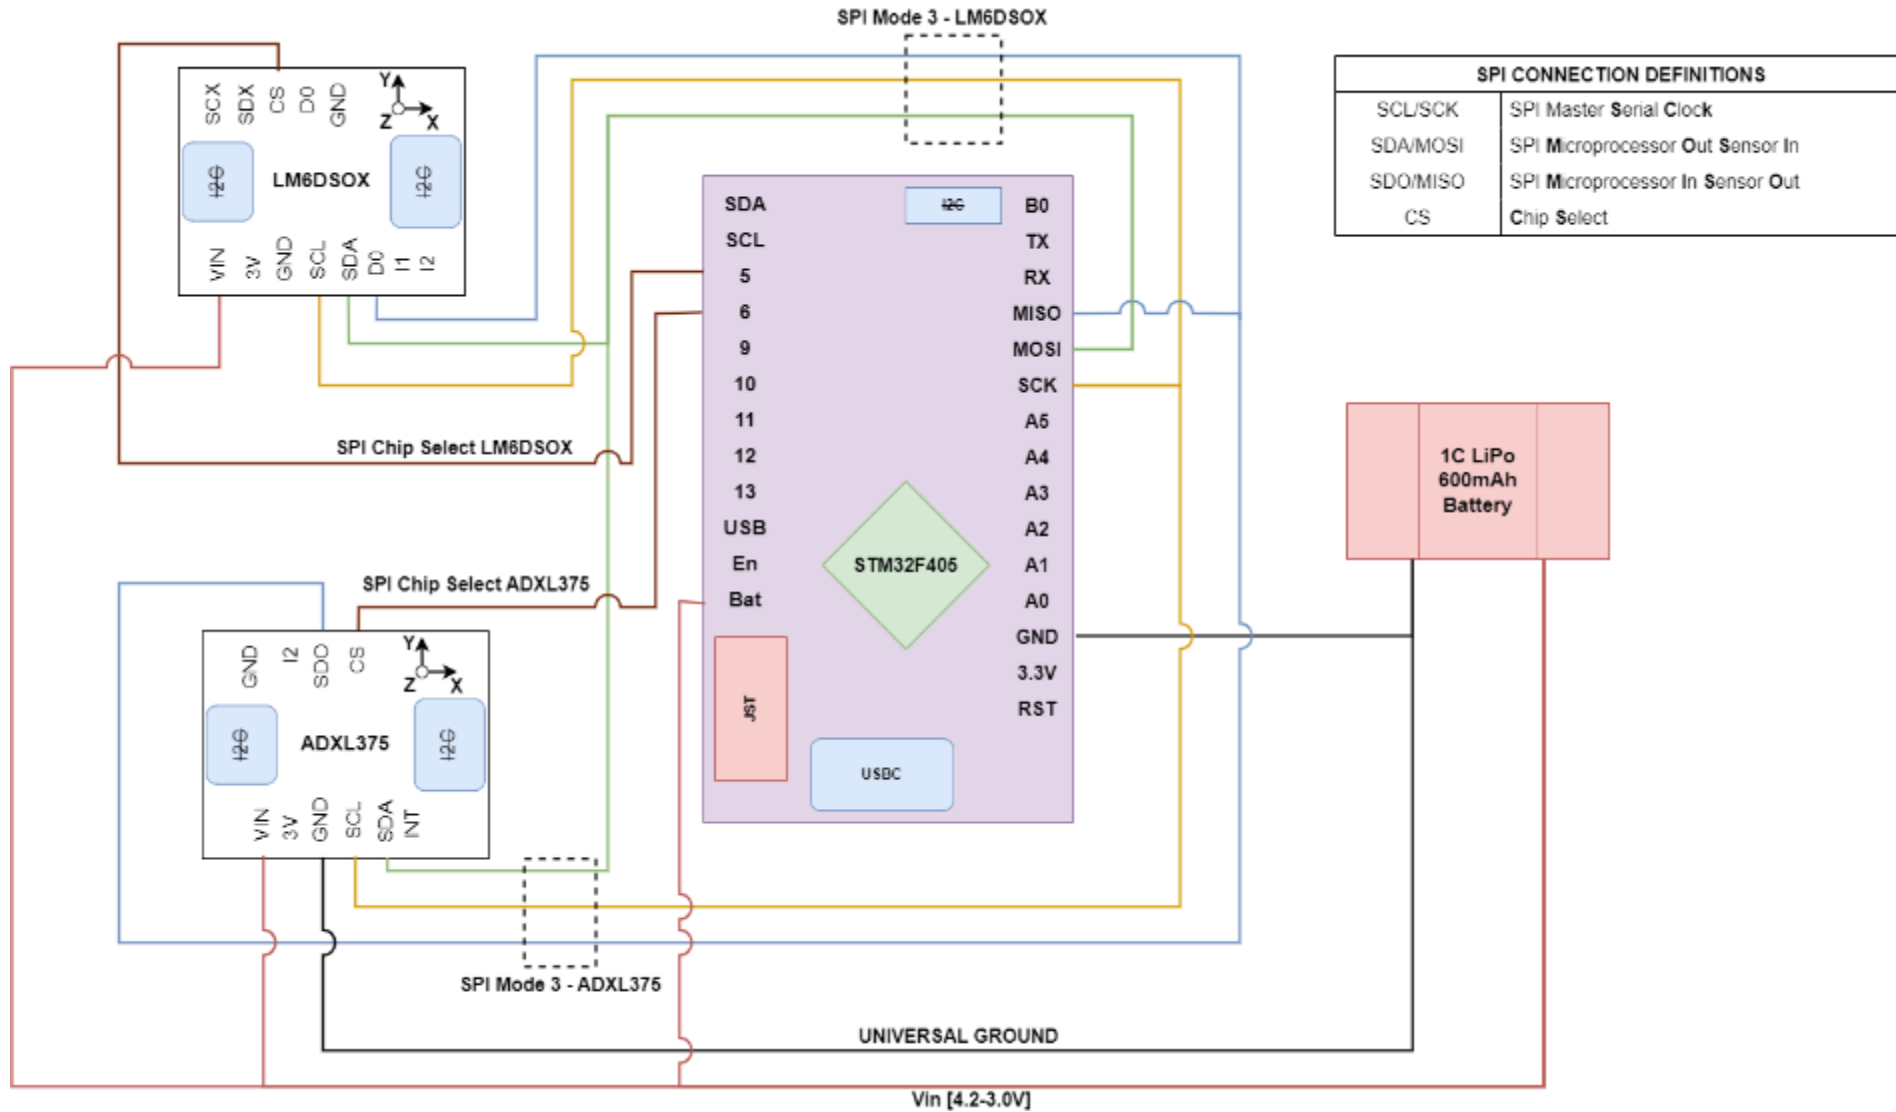 SPI Mode 3 - LM6DSOX
SCX
SDX
CS
D0
GND
Y
Z
X
I2C
LM6DSOX
I2C
VIN
3V
GND
SCL
SDA
D0
I1
I2
SPI CONNECTION DEFINITIONS
SCL/SCK SPI Master Serial Clock
SDA/MOSI SPI Microprocessor Out Sensor In
SDO/MISO SPI Microprocessor In Sensor Out
CS Chip Select
SDA
SCL
5
6
9
10
11
12
13
USB
En
Bat
I2C
B0
TX
RX
MISO
MOSI
SCK
A5
A4
A3
A2
A1
A0
GND
3.3V
RST
STM32F405
JST
USBC
1C LiPo
600mAh
Battery
SPI Chip Select LM6DSOX
SPI Chip Select ADXL375
GND
I2
SDO
CS
Y
Z
X
I2C
ADXL375
I2C
VIN
3V
GND
SCL
SDA
INT
SPI Mode 3 - ADXL375
UNIVERSAL GROUND
Vin [4.2-3.0V]